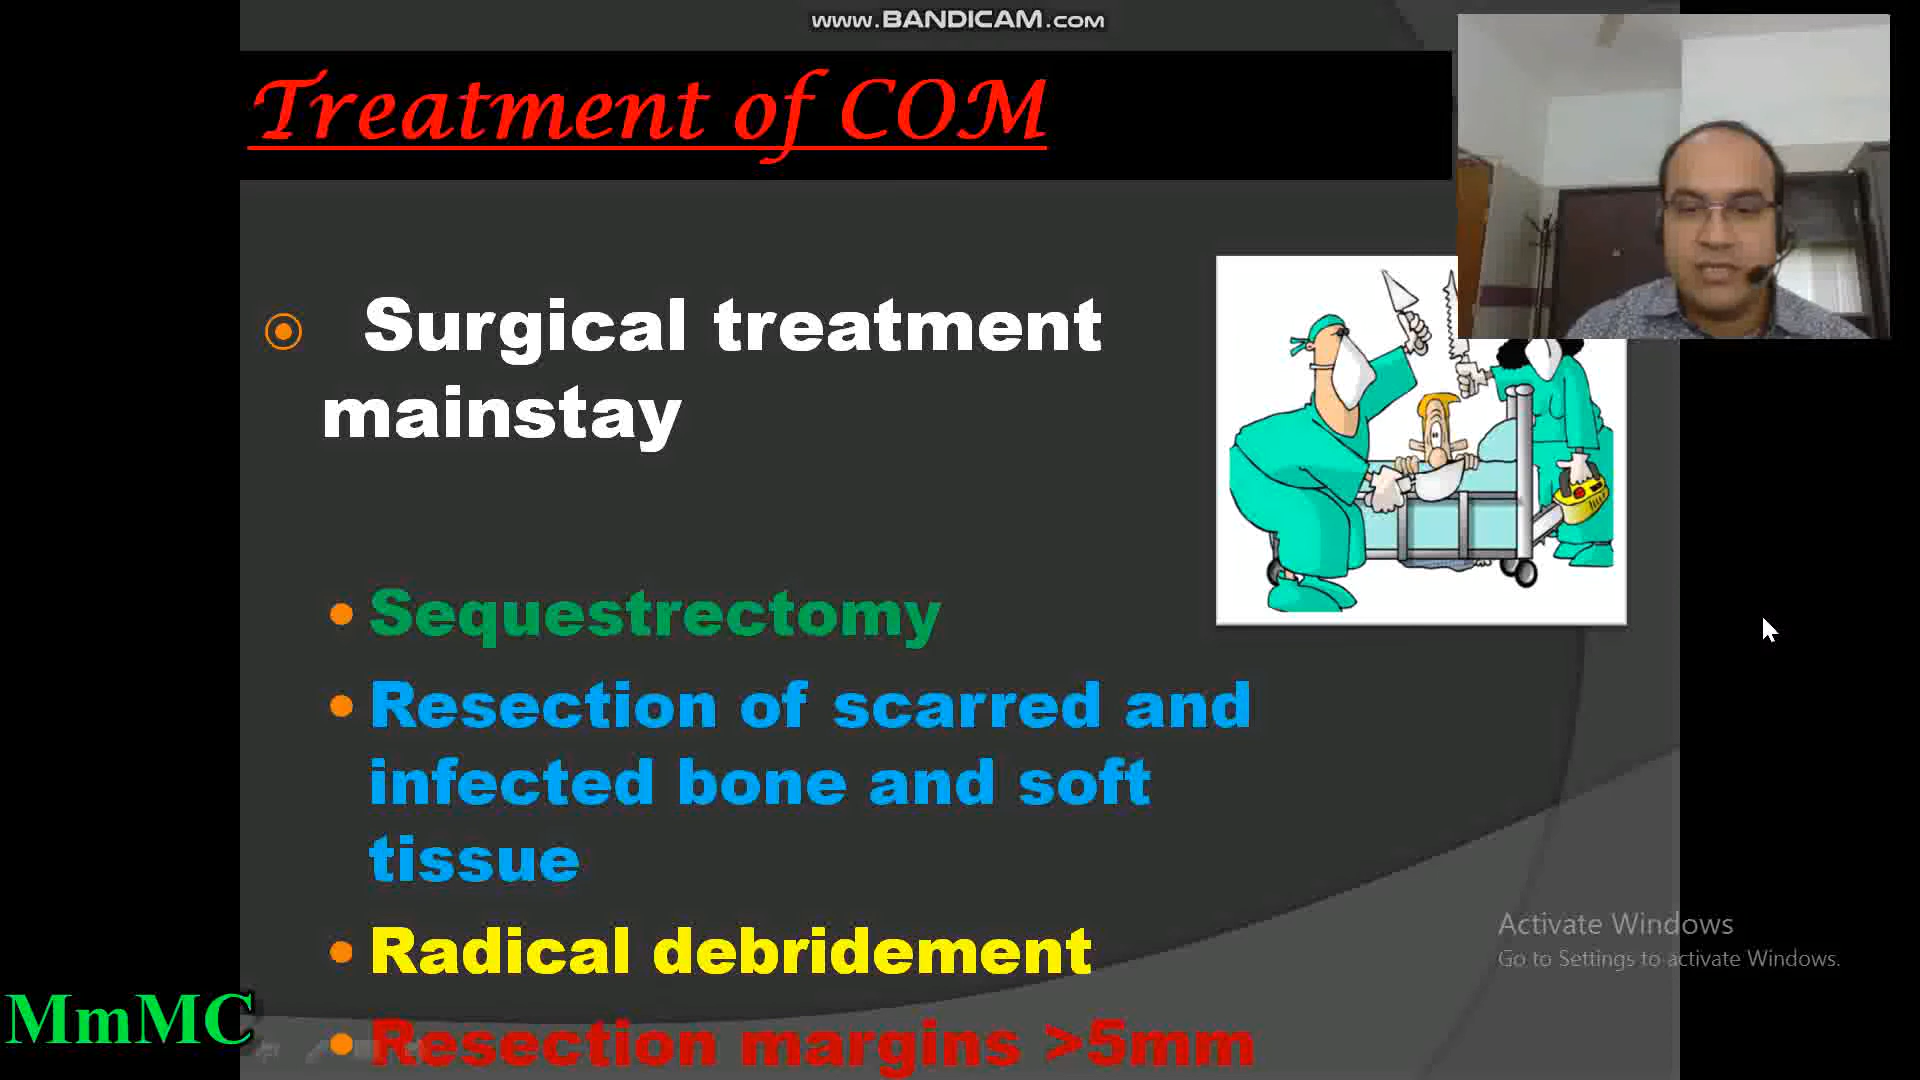 www.BANDICAM.com
Treatment of COM
Surgical treatment
mainstay
Sequestrectomy
Resection of scarred and
infected bone and soft
tissue
Radical debridement
Resection margins >5mm
Activate Windows
Go to Settings to activate Windows.
MmMC